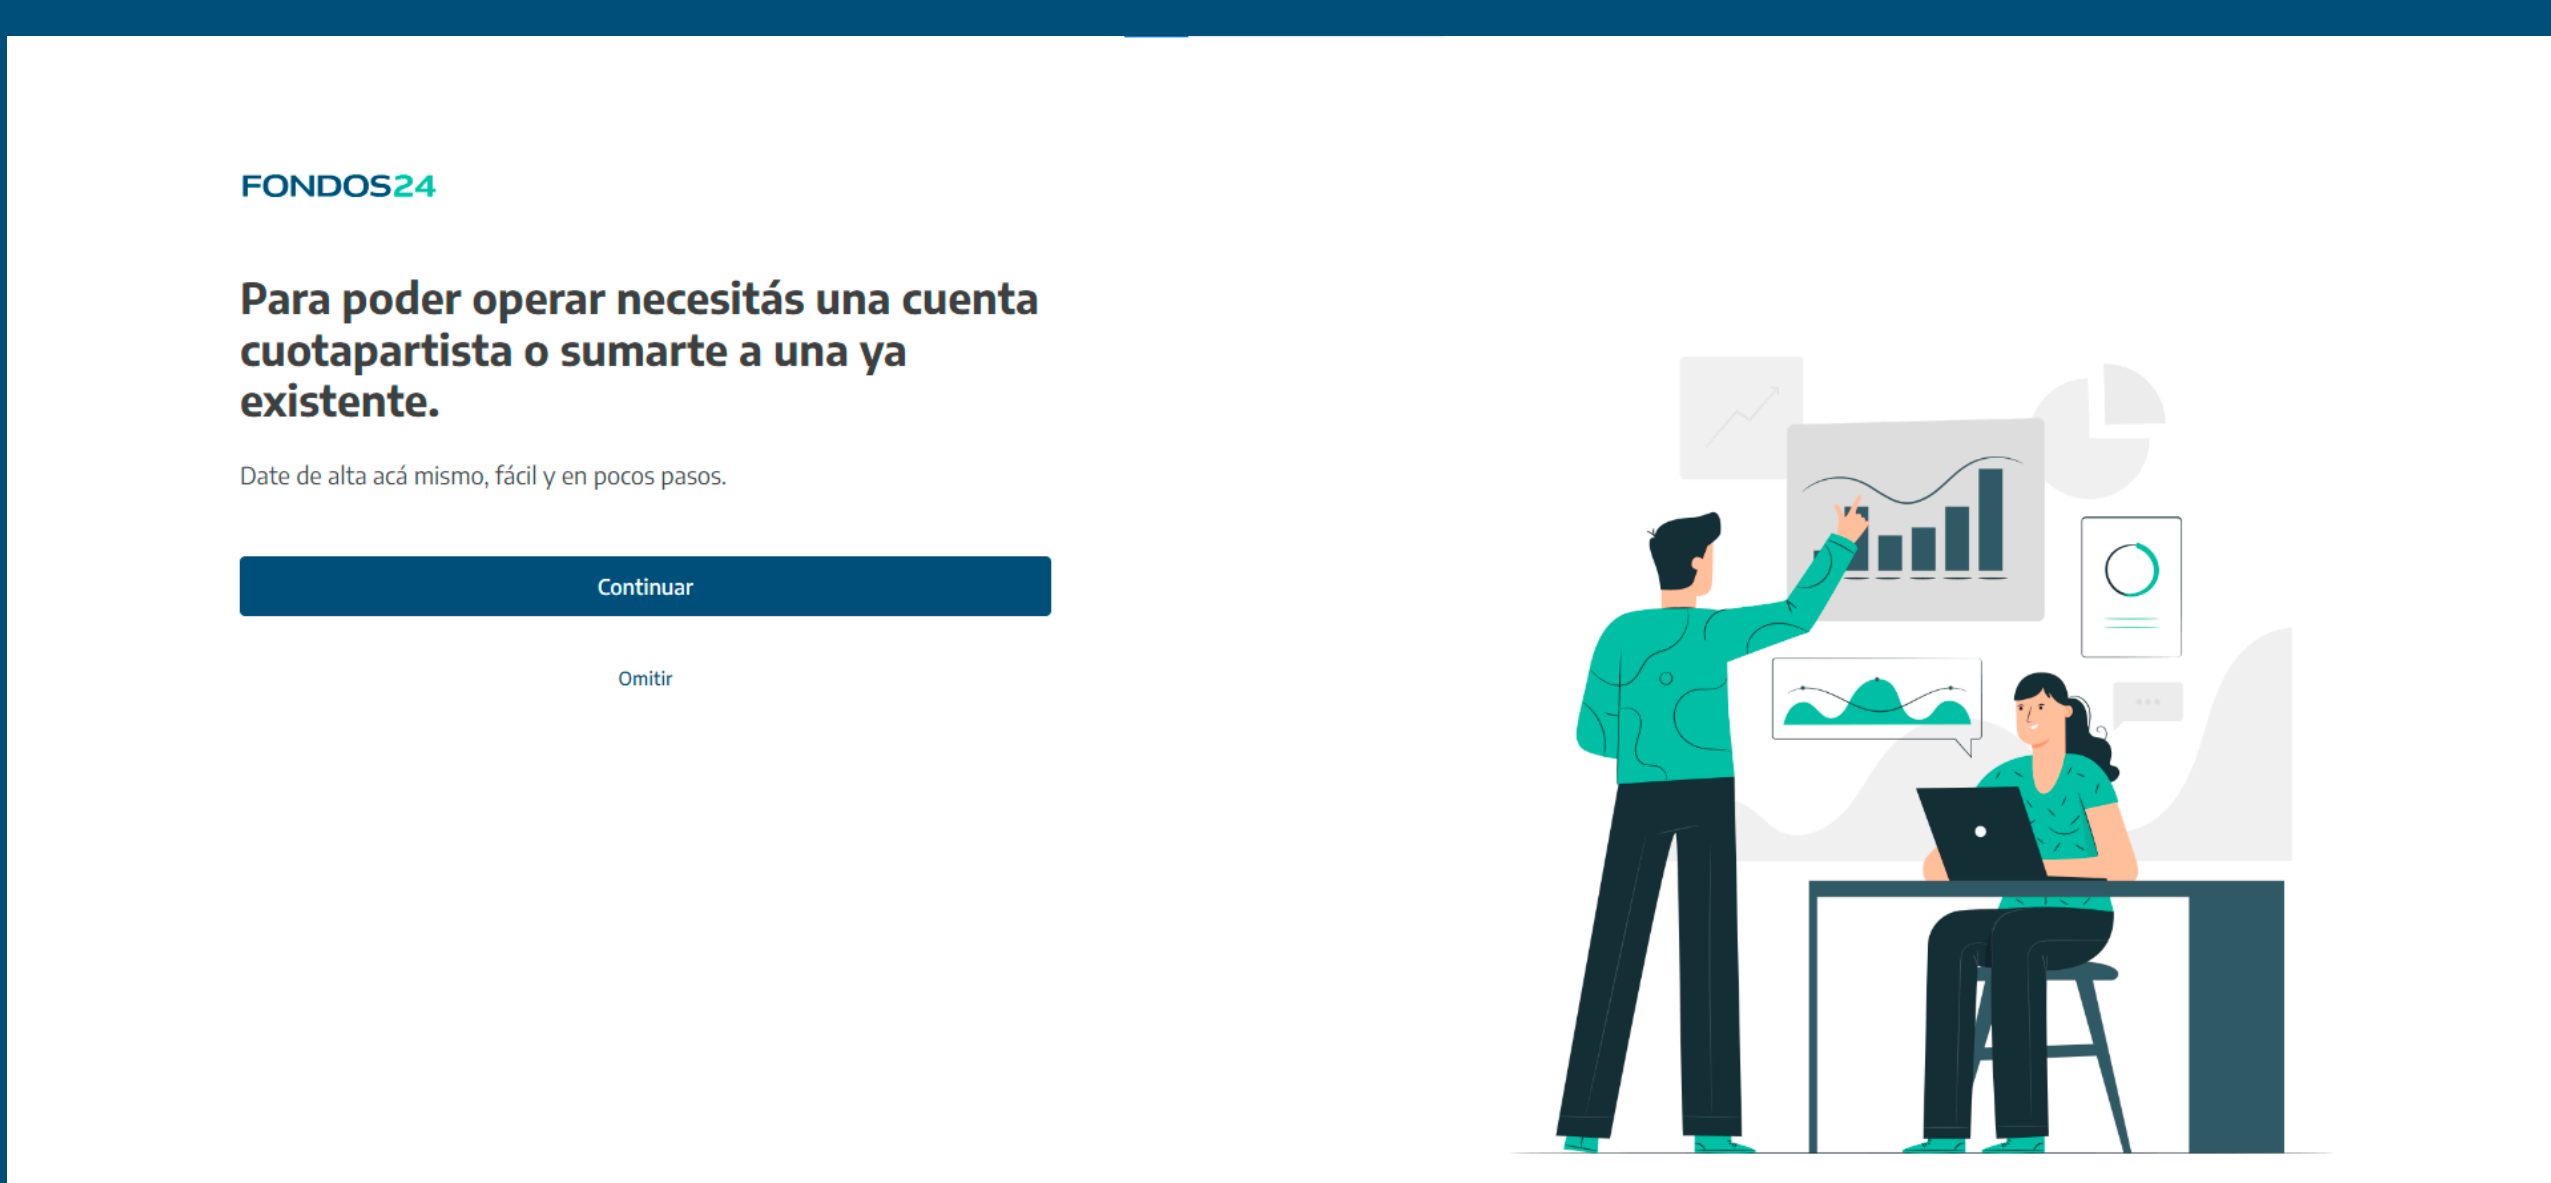 FONDOS24
Para poder operar necesitás una cuenta
cuotapartista o sumarte a una ya
existente.
Date de alta acá mismo, fácil y en pocos pasos.
Continuar
Omitir